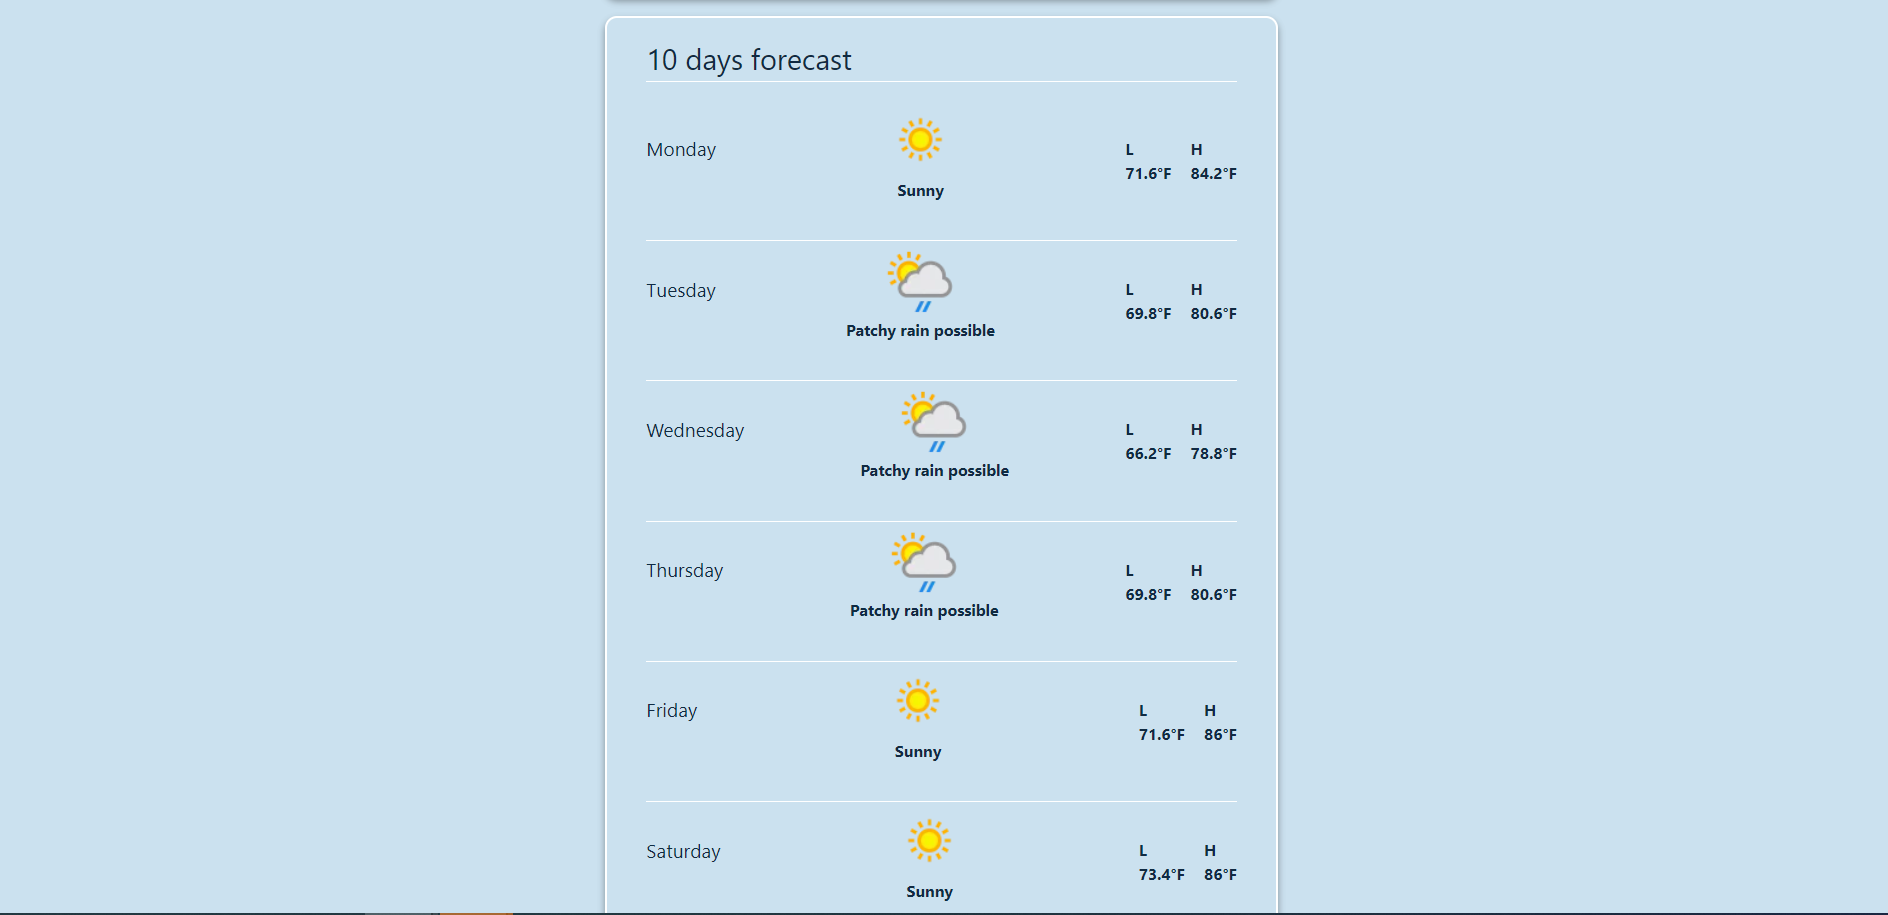 10 days forecast
Monday
Sunny
L H
71.6°F 84.2°F
Tuesday
Patchy rain possible
L H
69.8°F 80.6°F
Wednesday
Patchy rain possible
L H
66.2°F 78.8°F
Thursday
Patchy rain possible
L H
69.8°F 80.6°F
Friday
Sunny
L H
71.6°F 86°F
Saturday
Sunny
L H
73.4°F 86°F